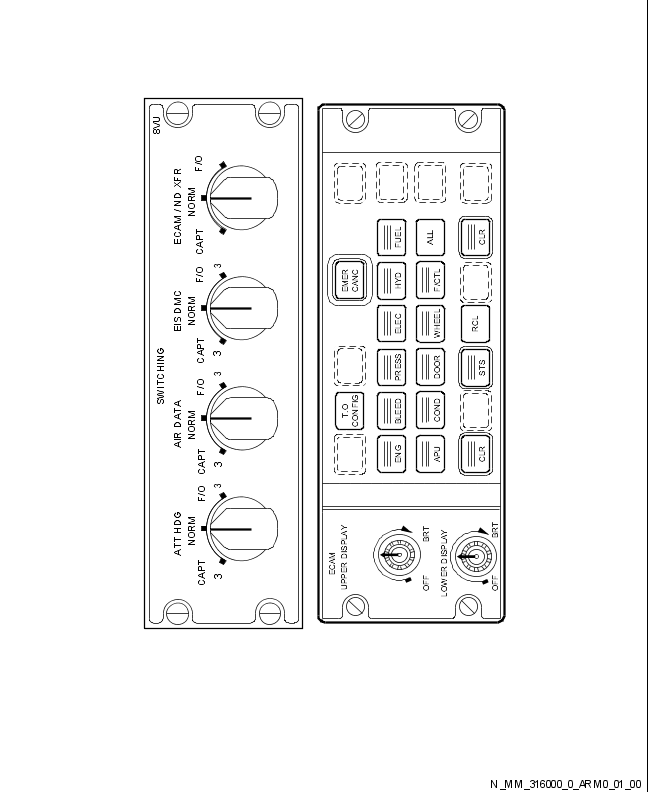 8VU
SWITCHING
ATT HDG
CAPT
NORM
F/O
3
3
AIR DATA
CAPT
NORM
F/O
3
3
EIS DMC
CAPT
NORM
F/O
3
3
ECAM / ND XFR
CAPT
NORM
F/O
ECAM
UPPER DISPLAY
OFF
BRT
LOWER DISPLAY
OFF
BRT
T.O
CONFIG
EMER
CANC
ENG
BLEED
PRESS
ELEC
HYD
FUEL
APU
COND
DOOR
WHEEL
F/CTL
ALL
CLR
STS
RCL
CLR
N_MM_316000_0_ARM0_01_00